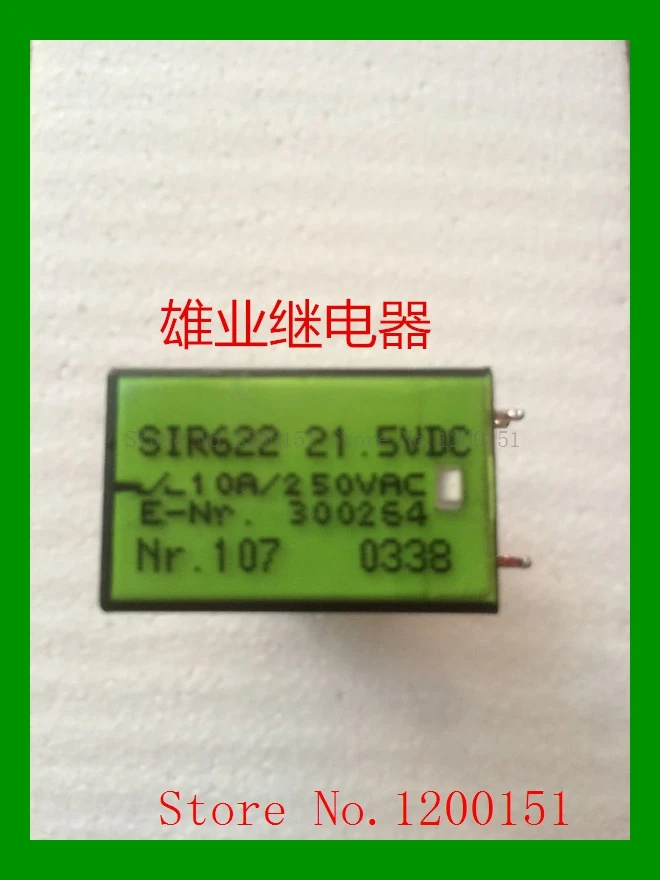 雄业继电器
SIR622 21.5VDC
10A/250VAC
E-Nr. 300264
Nr.107 0338
Store No.1200151